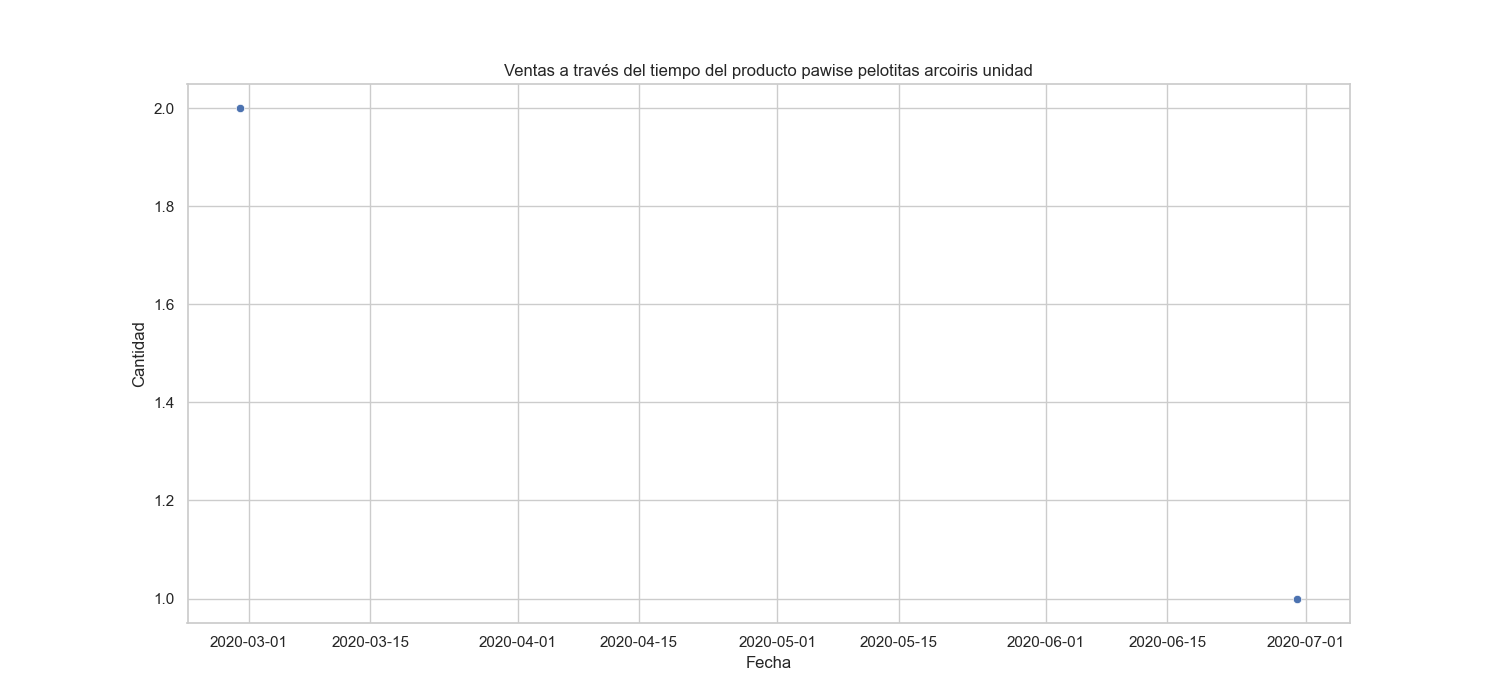 Ventas a través del tiempo del producto pawise pelotitas arcoiris unidad
2.0
1.8
1.6
1.4
1.2
1.0
Cantidad
2020-03-01 2020-03-15 2020-04-01 2020-04-15 2020-05-01 2020-05-15 2020-06-01 2020-06-15 2020-07-01
Fecha